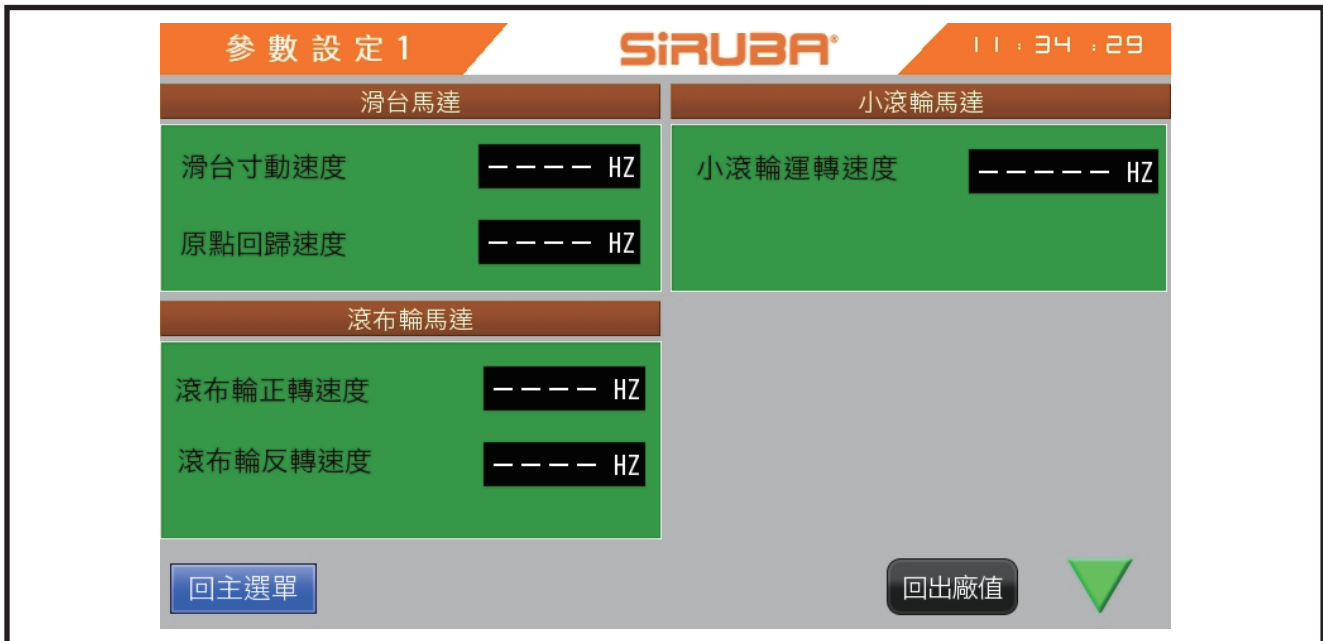 參數設定1
SiRUBA®
11:34:29
滑台馬達
滑台寸動速度 ---- HZ
原點回歸速度 ---- HZ
小滾輪馬達
小滾輪運轉速度 ----- HZ
滾布輪馬達
滾布輪正轉速度 ---- HZ
滾布輪反轉速度 ---- HZ
回主選單
回出廠值